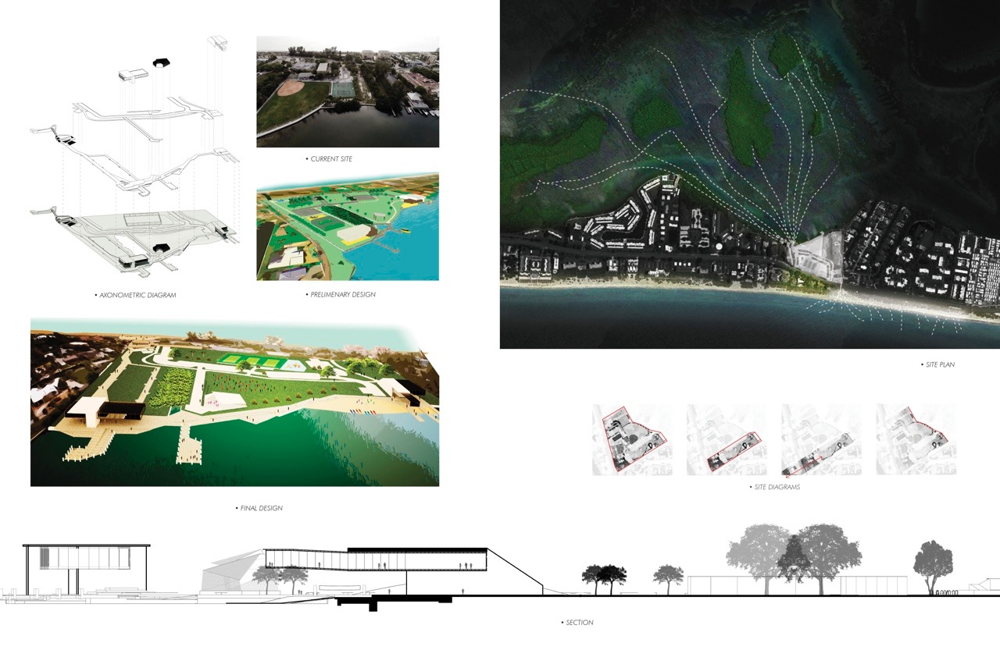 • CURRENT SITE
• AXONOMETRIC DIAGRAM
• PRELIMENARY DESIGN
• SITE PLAN
• SITE DIAGRAMS
• FINAL DESIGN
• SECTION